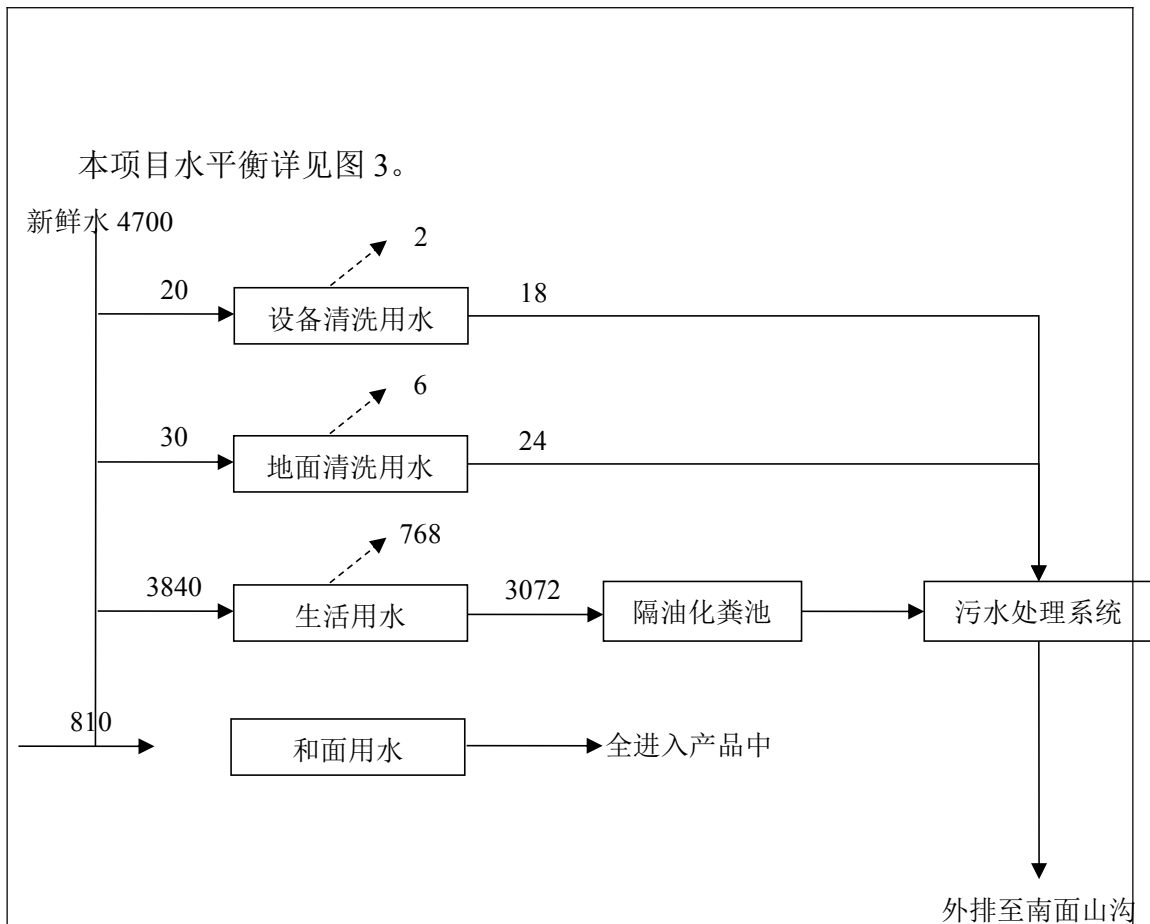 本项目水平衡详见图 3。
新鲜水 4700
2
20
设备清洗用水
18
6
30
地面清洗用水
24
768
3840
生活用水
3072
隔油化粪池
污水处理系统
810
和面用水
全进入产品中
外排至南面山沟